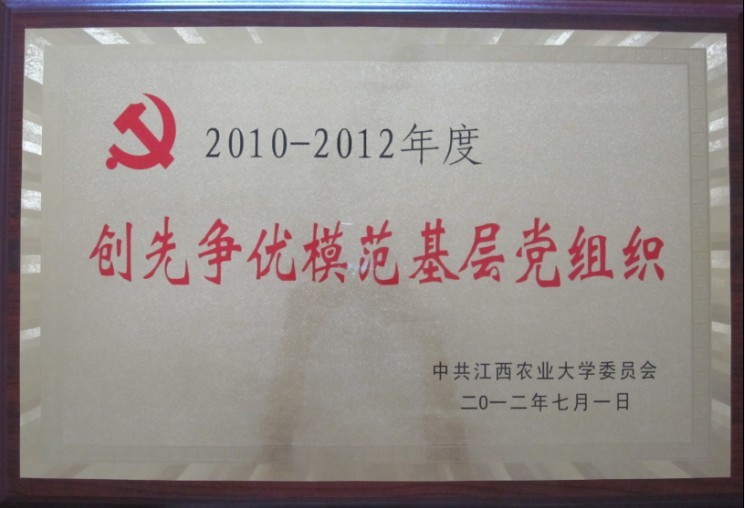 2010-2012年度
创先争优模范基层党组织
中共江西农业大学委员会
二0一二年七月一日